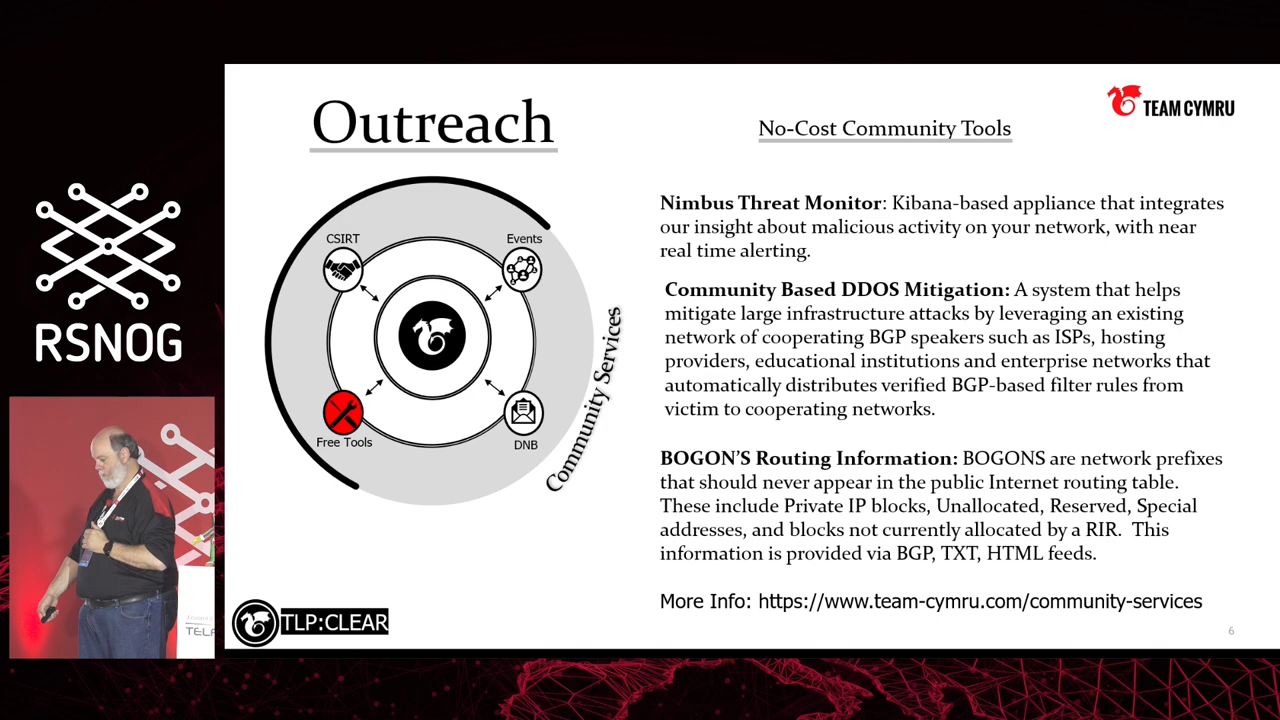 RSNOG
Outreach
CSIRT
Events
Free Tools
DNB
Community Services
TLP:CLEAR
TEAM CYMRU
No-Cost Community Tools
Nimbus Threat Monitor: Kibana-based appliance that integrates
our insight about malicious activity on your network, with near
real time alerting.
Community Based DDOS Mitigation: A system that helps
mitigate large infrastructure attacks by leveraging an existing
network of cooperating BGP speakers such as ISPs, hosting
providers, educational institutions and enterprise networks that
automatically distributes verified BGP-based filter rules from
victim to cooperating networks.
BOGON'S Routing Information: BOGONS are network prefixes
that should never appear in the public Internet routing table.
These include Private IP blocks, Unallocated, Reserved, Special
addresses, and blocks not currently allocated by a RIR. This
information is provided via BGP, TXT, HTML feeds.
More Info: https://www.team-cymru.com/community-services
6